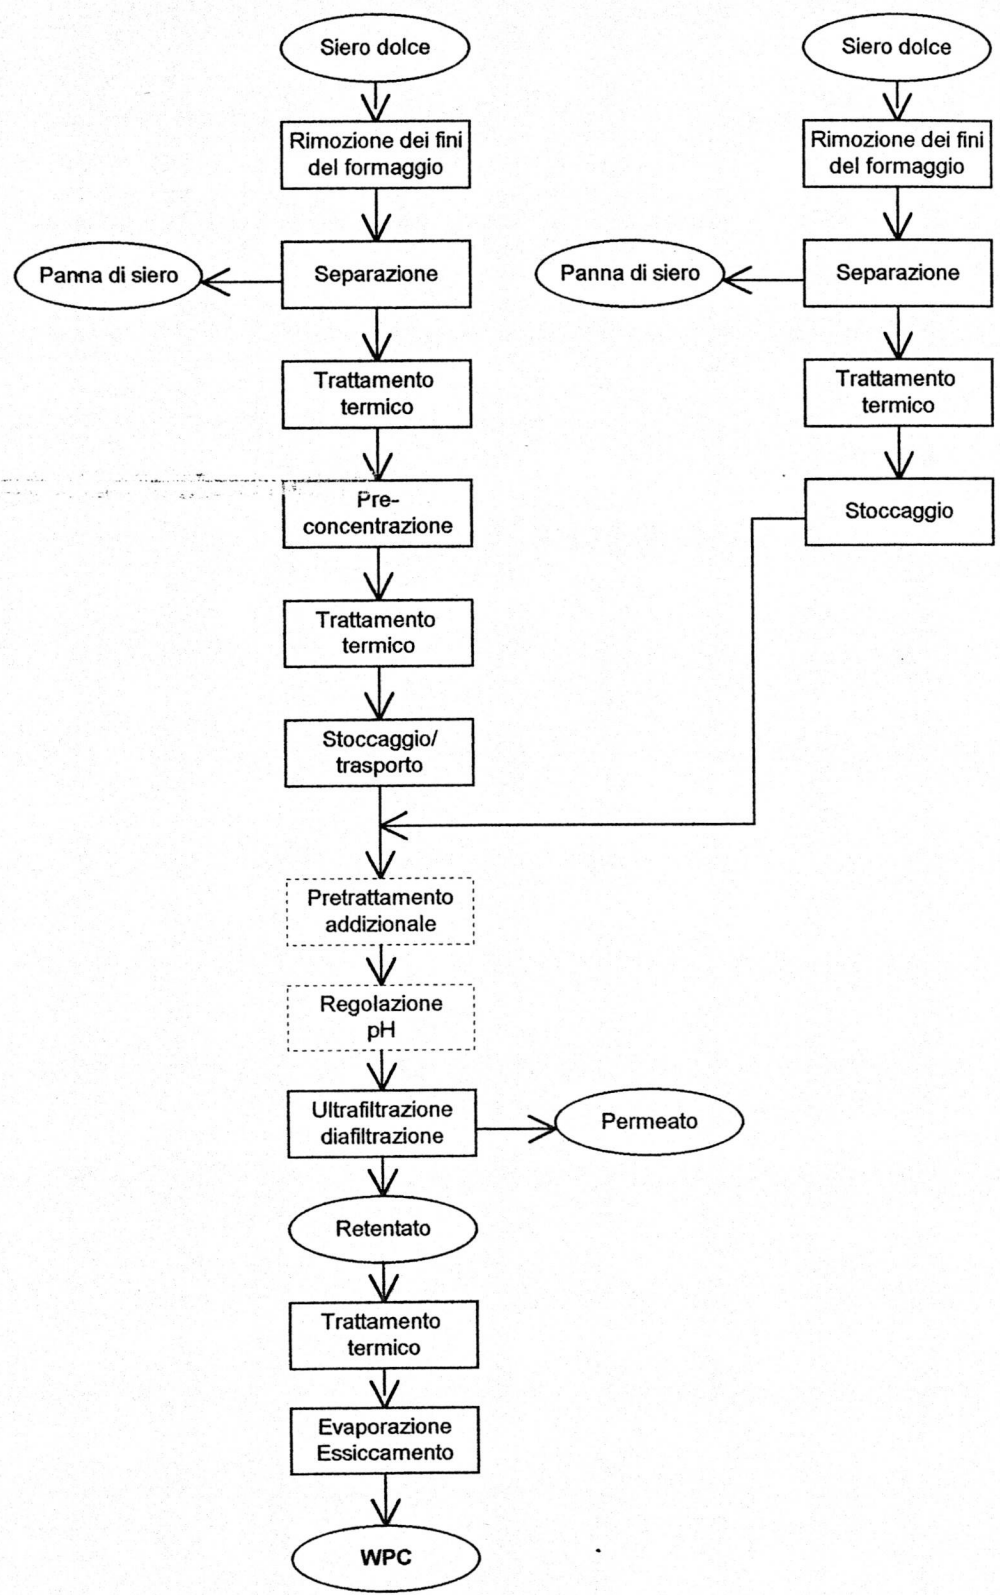 Siero dolce
Rimozione dei fini
del formaggio
Panna di siero
Separazione
Trattamento
termico
Pre-
concentrazione
Trattamento
termico
Stoccaggio/
trasporto
Siero dolce
Rimozione dei fini
del formaggio
Panna di siero
Separazione
Trattamento
termico
Stoccaggio
Pretrattamento
addizionale
Regolazione
pH
Ultrafiltrazione
diafiltrazione
Permeato
Retentato
Trattamento
termico
Evaporazione
Essiccamento
WPC